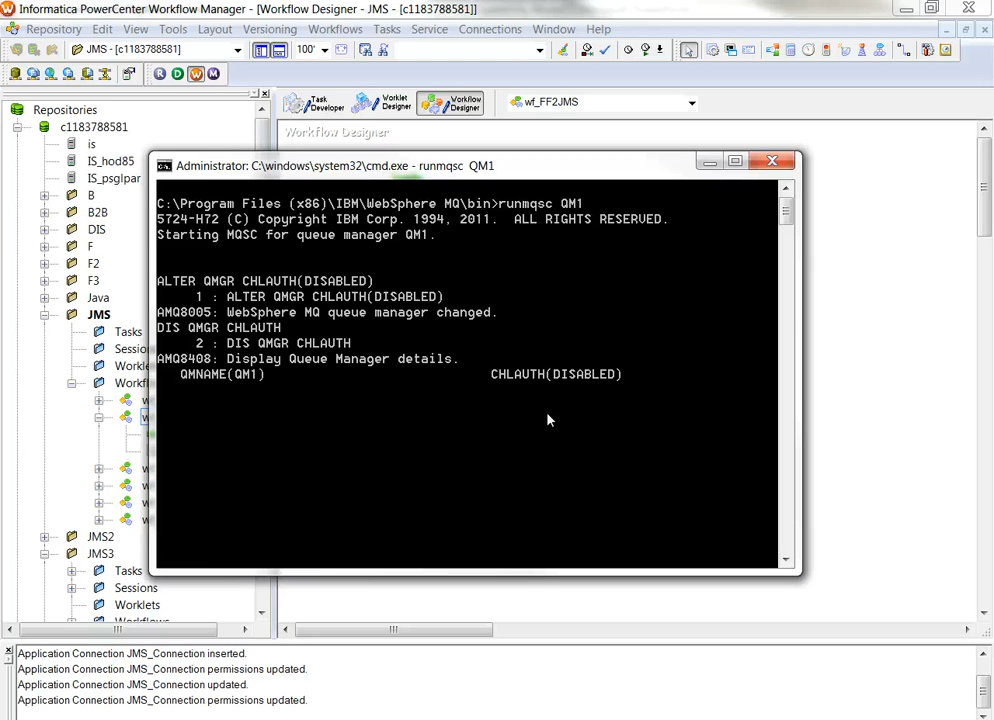 Informatica PowerCenter Workflow Manager - [Workflow Designer - JMS - [c1183788581]]
Repository Edit View Tools Layout Versioning Workflows Tasks Service Connections Window Help
JMS - [c1183788581] 100'
R D W M
Repositories
c1183788581
is
IS_hod85
IS_psglpar
B
B2B
DIS
F
F2
F3
Java
JMS
Tasks
Workfl
JMS2
JMS3
Tasks
Sessions
Worklets
Workflows
Task Developer
Worklet Designer
Workflow Designer
wf_FF2JMS
Workflow Designer
Administrator: C:\windows\system32\cmd.exe - runmqsc QM1
C:\Program Files (x86)\IBM\WebSphere MQ\bin>runmqsc QM1
5724-H72 (C) Copyright IBM Corp. 1994, 2011. ALL RIGHTS RESERVED.
Starting MQSC for queue manager QM1.
ALTER QMGR CHLAUTH(DISABLED)
1 : ALTER QMGR CHLAUTH(DISABLED)
AMQ8005: WebSphere MQ queue manager changed.
DIS QMGR CHLAUTH
2 : DIS QMGR CHLAUTH
AMQ8408: Display Queue Manager details.
QMNAME(QM1) CHLAUTH(DISABLED)
Application Connection JMS_Connection inserted.
Application Connection JMS_Connection permissions updated.
Application Connection JMS_Connection updated.
Application Connection JMS_Connection permissions updated.